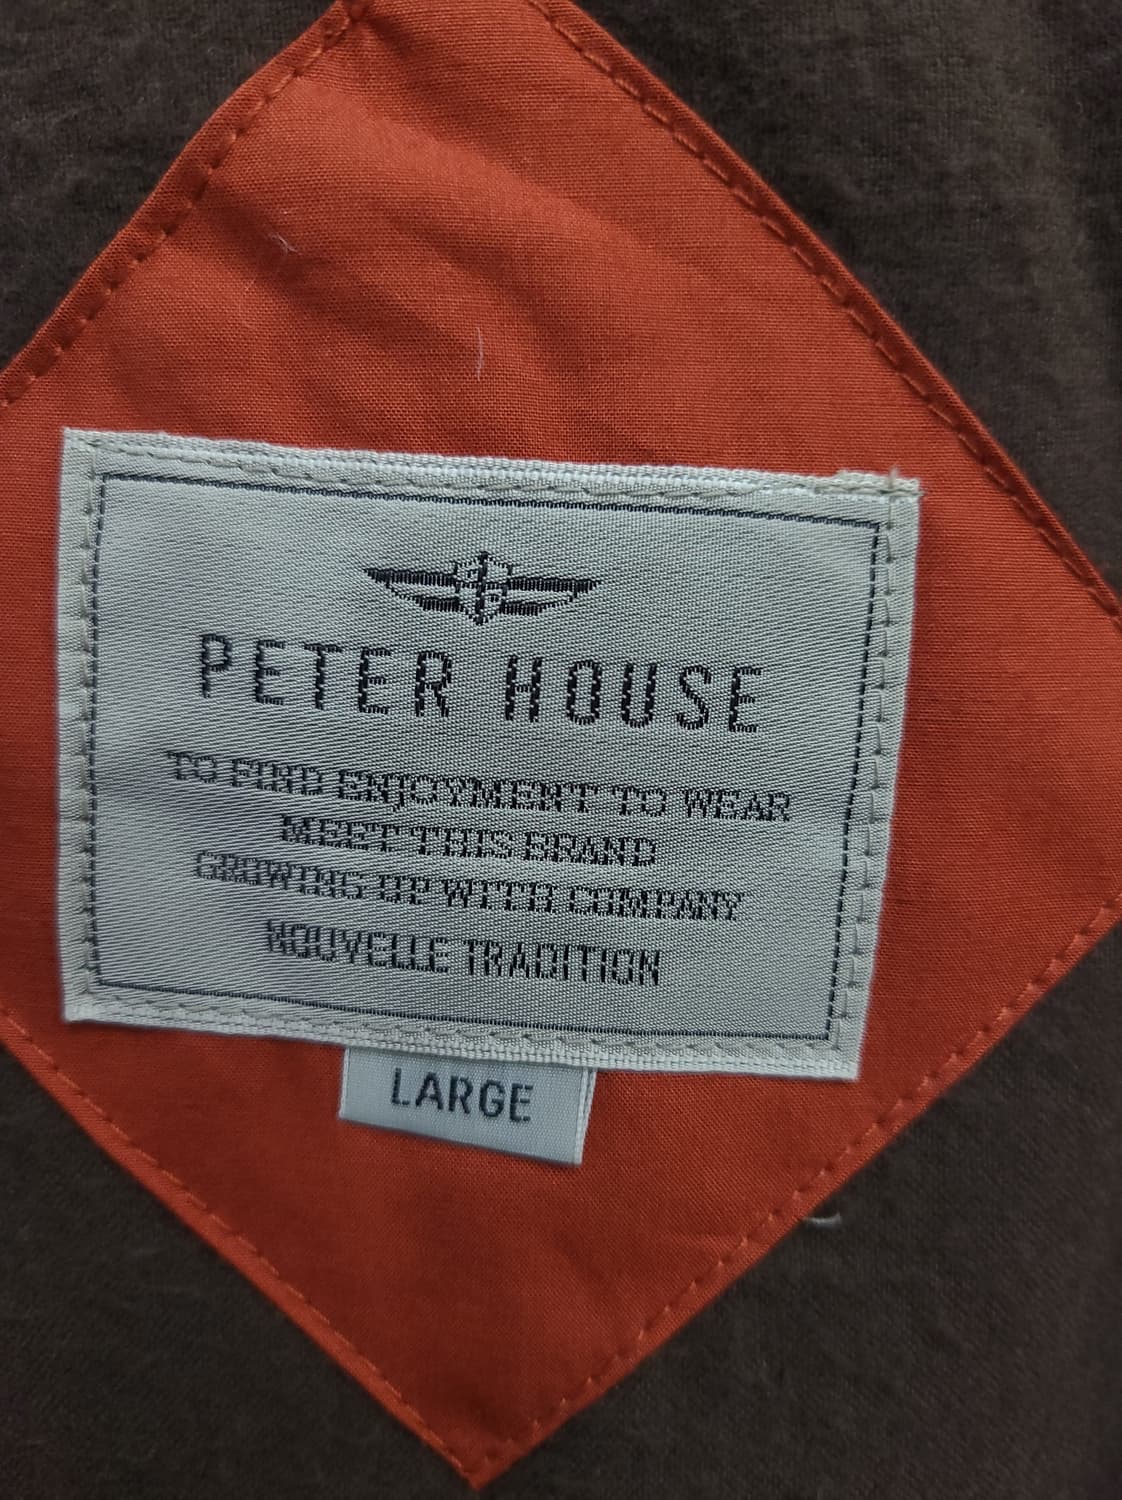 PETER HOUSE
TO FIND ENJOYMENT TO WEAR
MEET THIS BRAND
GROWING UP WITH COMPANY
NOUVELLE TRADITION
LARGE